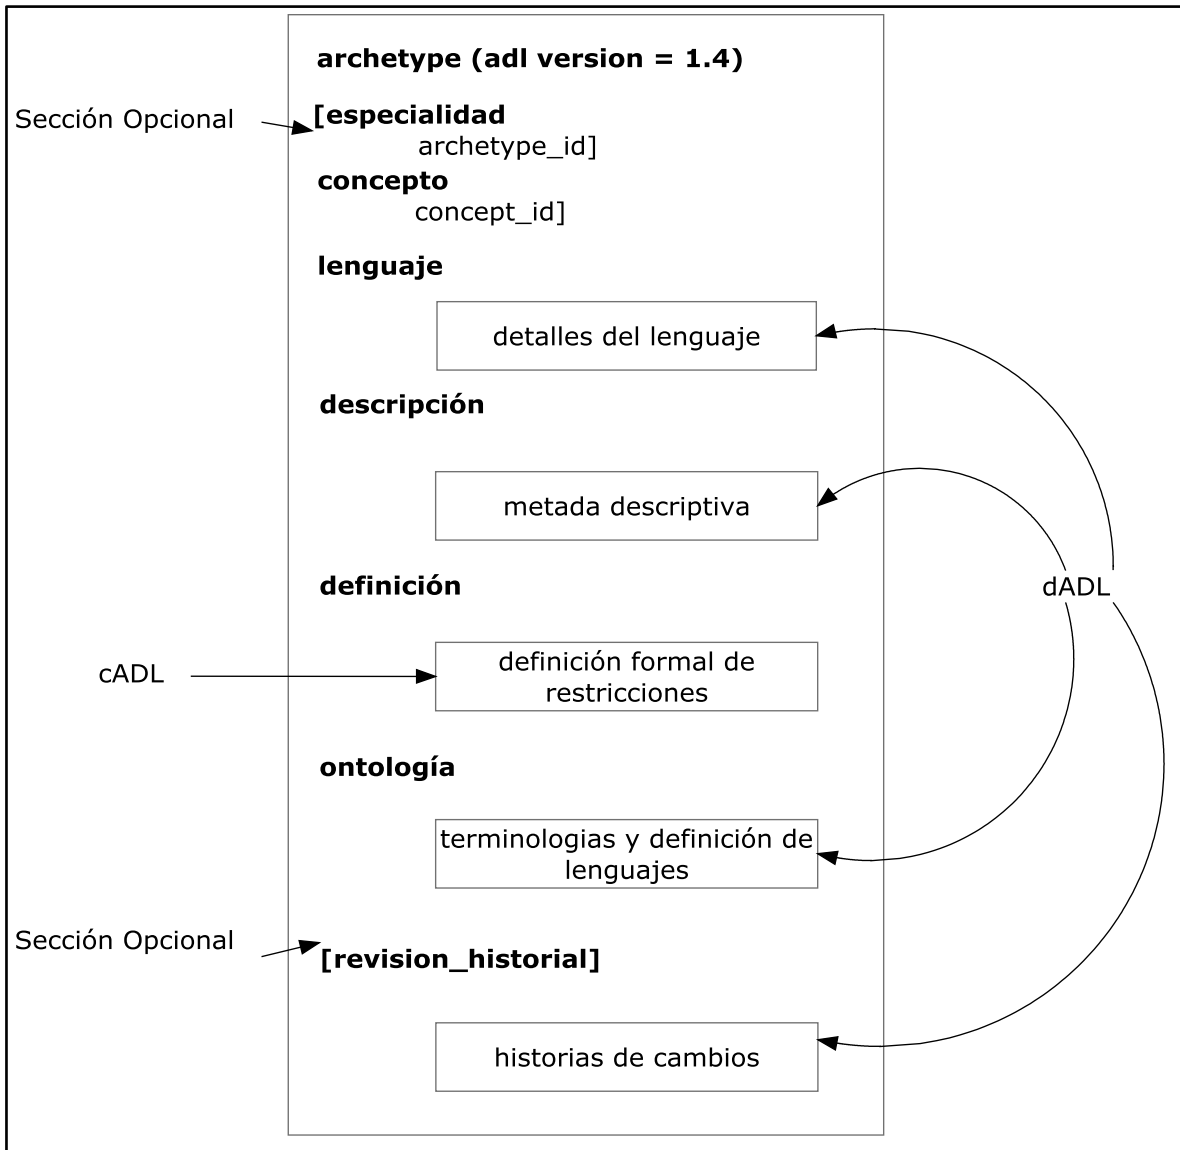 archetype (adl version = 1.4)
Sección Opcional
[especialidad
archetype_id]
concepto
concept_id]
lenguaje
detalles del lenguaje
descripción
metada descriptiva
definición
dADL
cADL
definición formal de
restricciones
ontología
terminologias y definición de
lenguajes
Sección Opcional
[revision_historial]
historias de cambios